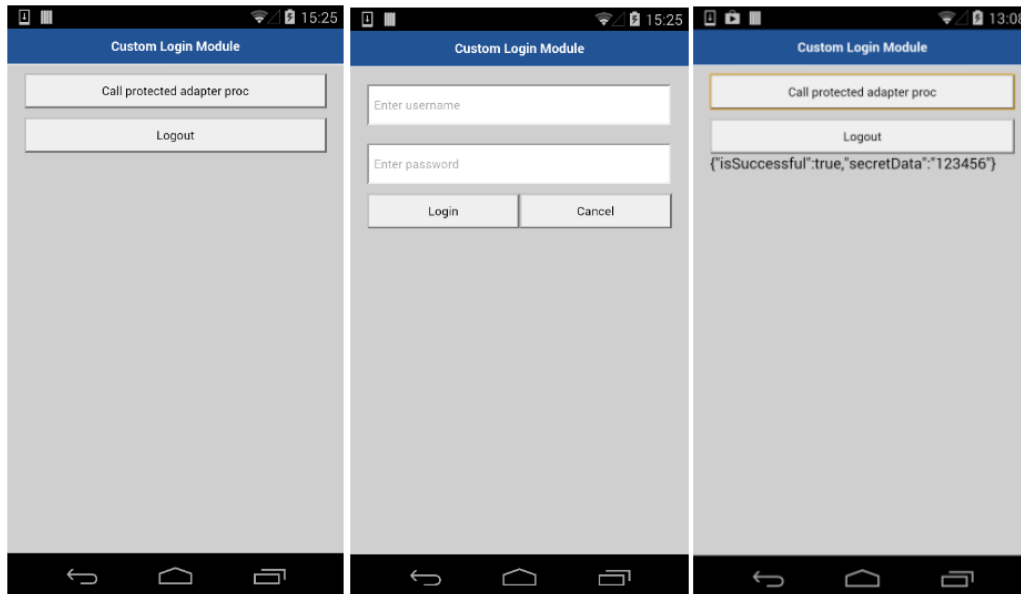 15:25
Custom Login Module
Call protected adapter proc
Logout
15:25
Custom Login Module
Enter username
Enter password
Login Cancel
13:08
Custom Login Module
Call protected adapter proc
Logout
{"isSuccessful":true,"secretData":"123456"}